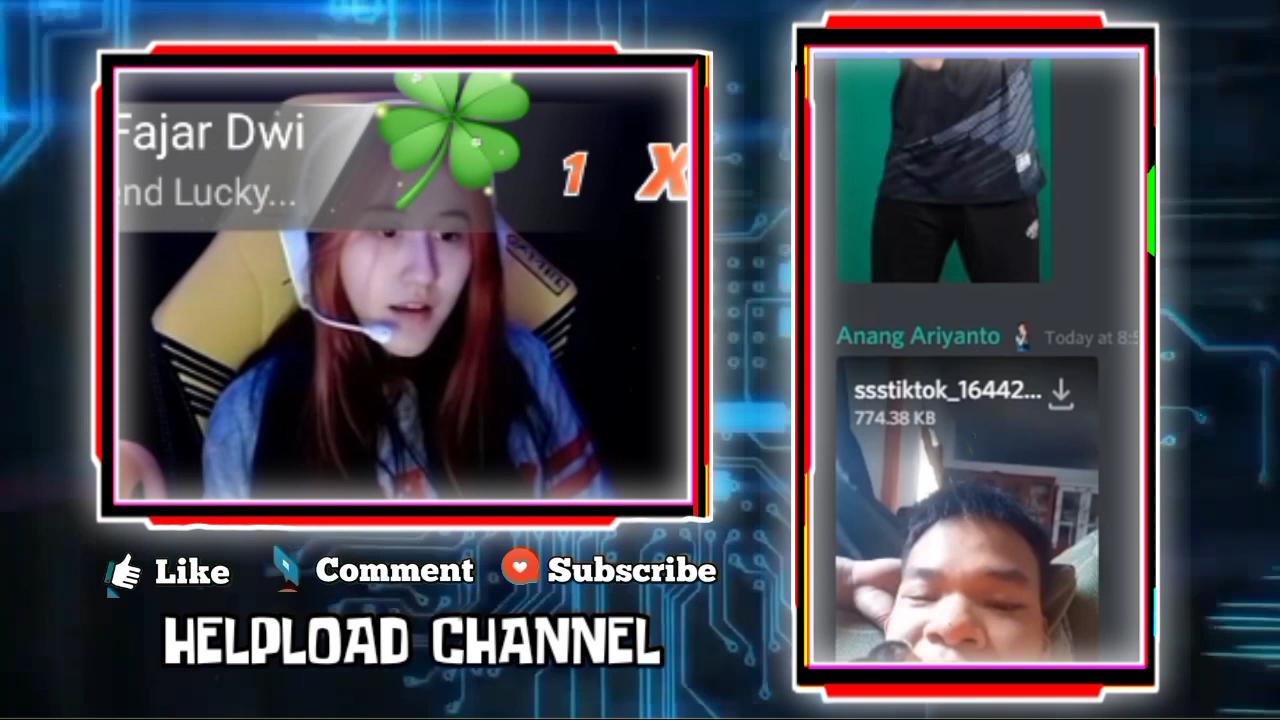 Fajar Dwi
end Lucky...
1 X
Like
Comment
Subscribe
HELPLOAD CHANNEL
Anang Ariyanto
Today at 8:5
ssstiktok_16442...
774.38 KB